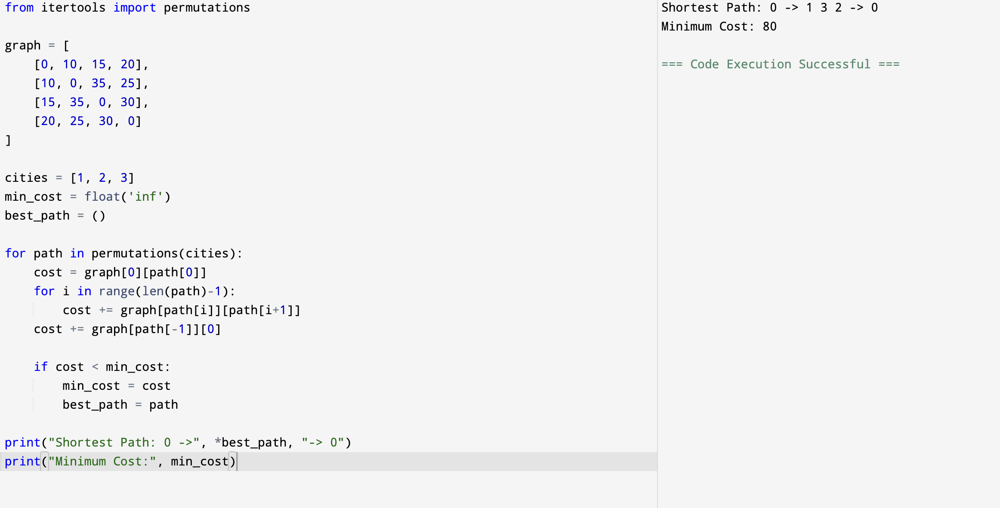 from itertools import permutations
graph = [
    [0, 10, 15, 20],
    [10, 0, 35, 25],
    [15, 35, 0, 30],
    [20, 25, 30, 0]
]
cities = [1, 2, 3]
min_cost = float('inf')
best_path = ()
for path in permutations(cities):
    cost = graph[0][path[0]]
    for i in range(len(path)-1):
        cost += graph[path[i]][path[i+1]]
    cost += graph[path[-1]][0]
    if cost < min_cost:
        min_cost = cost
        best_path = path
print("Shortest Path: 0 ->", *best_path, "-> 0")
print("Minimum Cost:", min_cost)
Shortest Path: 0 -> 1 3 2 -> 0
Minimum Cost: 80
=== Code Execution Successful ===